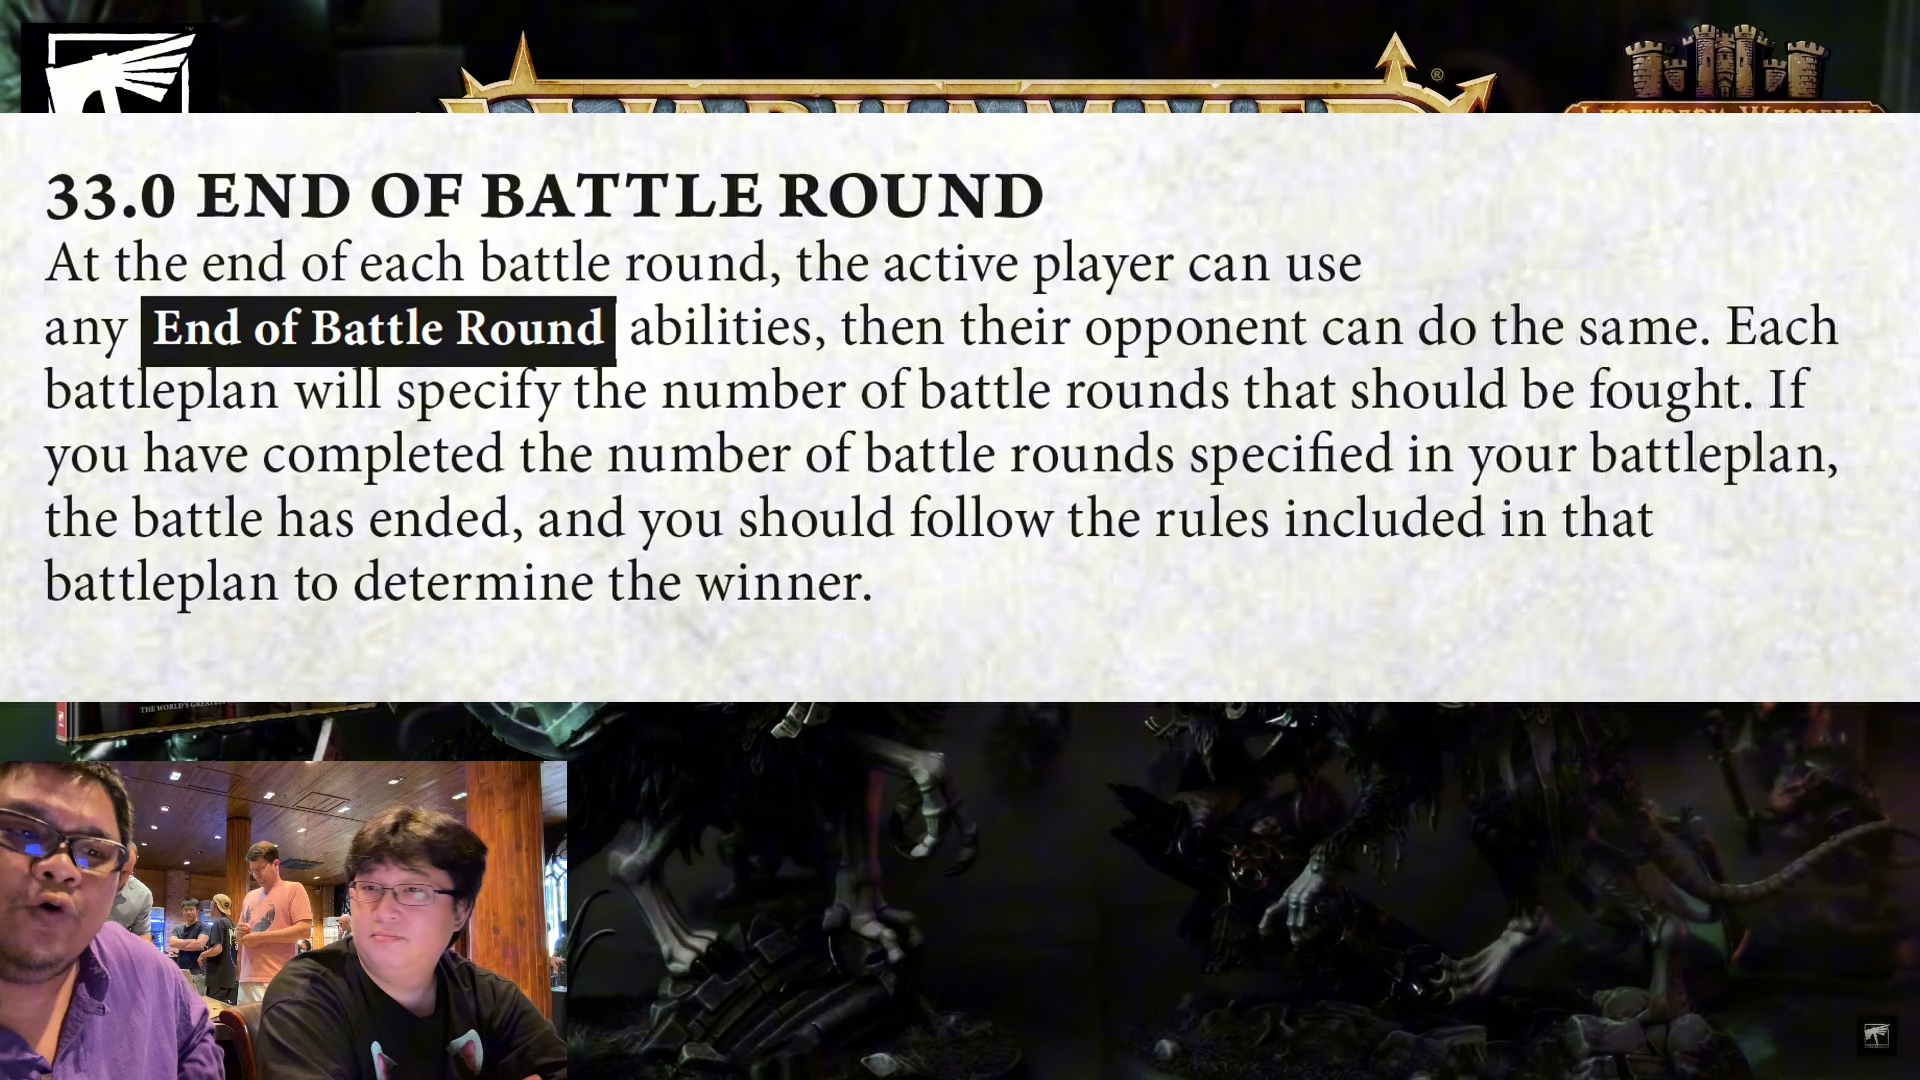 ®
33.0 END OF BATTLE ROUND
At the end of each battle round, the active player can use
any End of Battle Round abilities, then their opponent can do the same. Each
battleplan will specify the number of battle rounds that should be fought. If
you have completed the number of battle rounds specified in your battleplan,
the battle has ended, and you should follow the rules included in that
battleplan to determine the winner.
THE WORLD'S GREATEST